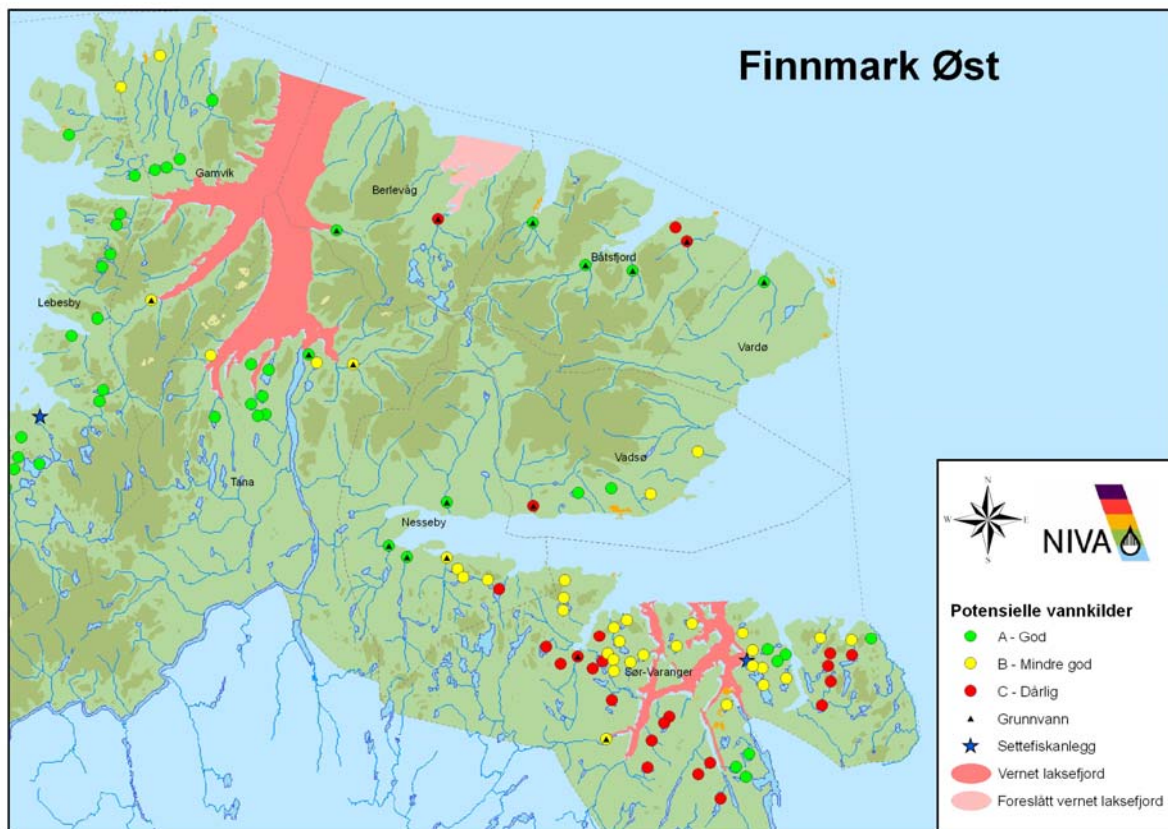 Finnmark Øst
Gamvik
Berlevåg
Båtsfjord
Lebesby
Vardø
Vadsø
Tana
Nesseby
Sør-Varanger
N
W E
S
NIVA
Potensielle vannkilder
A - God
B - Mindre god
C - Dårlig
Grunnvann
Settefiskanlegg
Vernet laksefjord
Foreslått vernet laksefjord